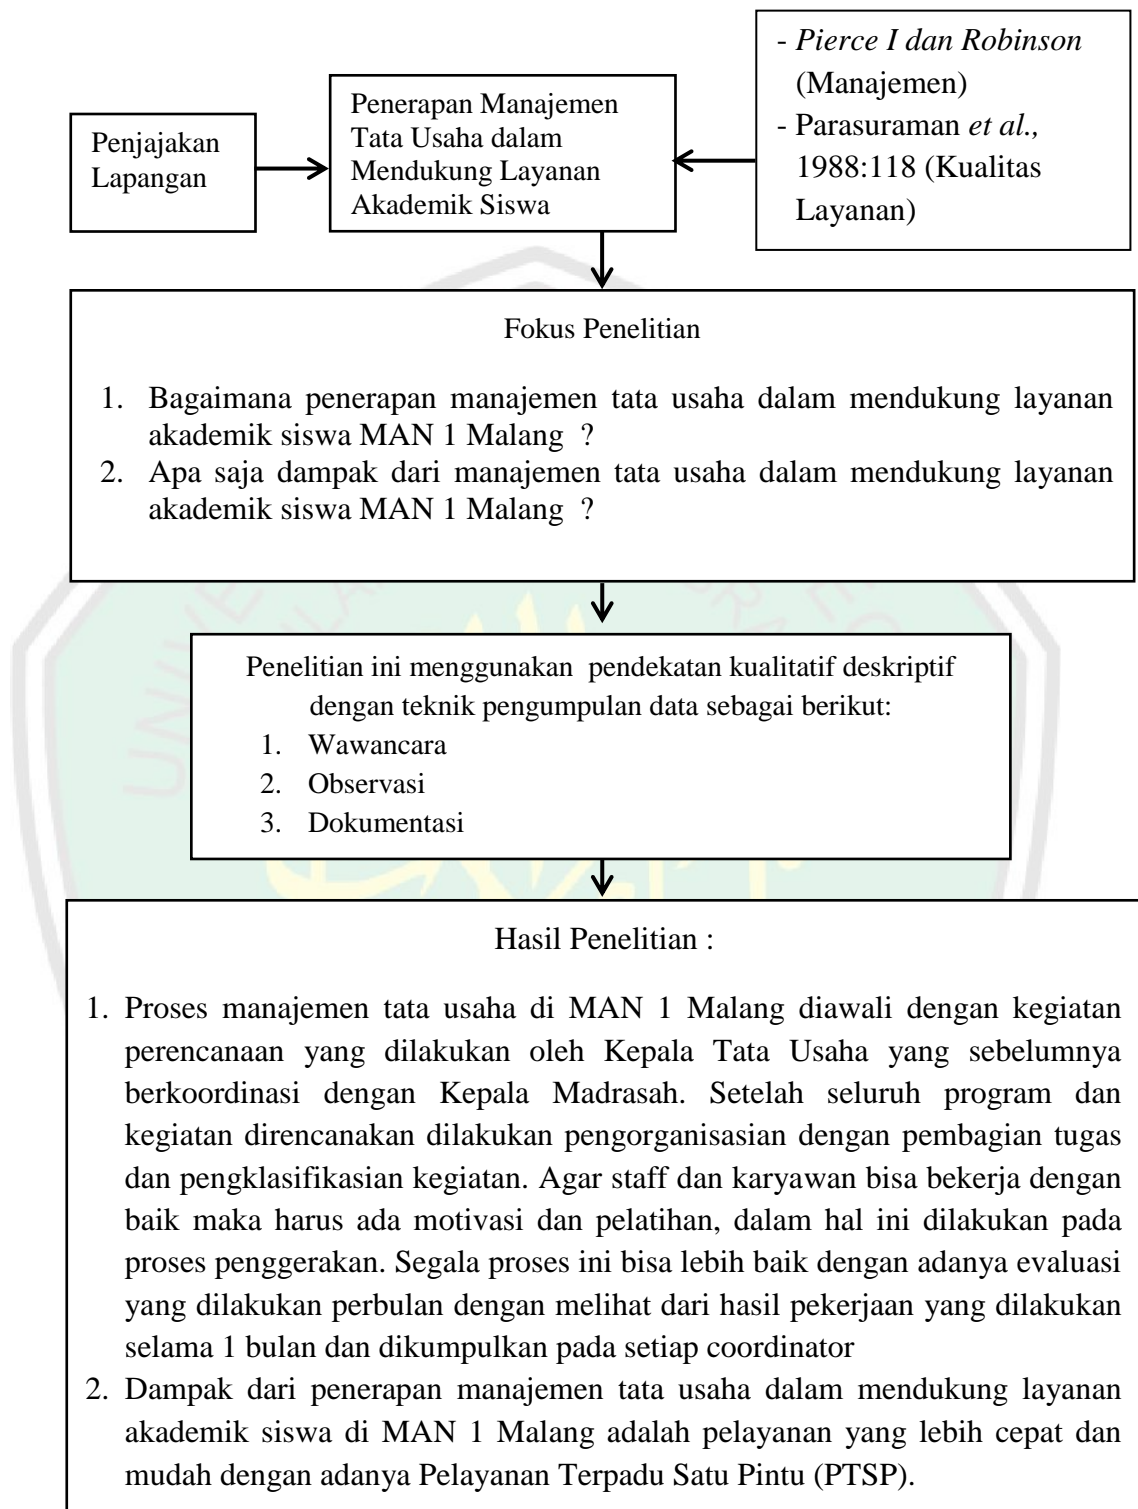 Penjajakan
Lapangan
Penerapan Manajemen
Tata Usaha dalam
Mendukung Layanan
Akademik Siswa
- Pierce I dan Robinson
(Manajemen)
- Parasuraman et al.,
1988:118 (Kualitas
Layanan)
Fokus Penelitian
1. Bagaimana penerapan manajemen tata usaha dalam mendukung layanan
akademik siswa MAN 1 Malang ?
2. Apa saja dampak dari manajemen tata usaha dalam mendukung layanan
akademik siswa MAN 1 Malang ?
Penelitian ini menggunakan pendekatan kualitatif deskriptif
dengan teknik pengumpulan data sebagai berikut:
1. Wawancara
2. Observasi
3. Dokumentasi
Hasil Penelitian :
1. Proses manajemen tata usaha di MAN 1 Malang diawali dengan kegiatan
perencanaan yang dilakukan oleh Kepala Tata Usaha yang sebelumnya
berkoordinasi dengan Kepala Madrasah. Setelah seluruh program dan
kegiatan direncanakan dilakukan pengorganisasian dengan pembagian tugas
dan pengklasifikasian kegiatan. Agar staff dan karyawan bisa bekerja dengan
baik maka harus ada motivasi dan pelatihan, dalam hal ini dilakukan pada
proses penggerakan. Segala proses ini bisa lebih baik dengan adanya evaluasi
yang dilakukan perbulan dengan melihat dari hasil pekerjaan yang dilakukan
selama 1 bulan dan dikumpulkan pada setiap coordinator
2. Dampak dari penerapan manajemen tata usaha dalam mendukung layanan
akademik siswa di MAN 1 Malang adalah pelayanan yang lebih cepat dan
mudah dengan adanya Pelayanan Terpadu Satu Pintu (PTSP).